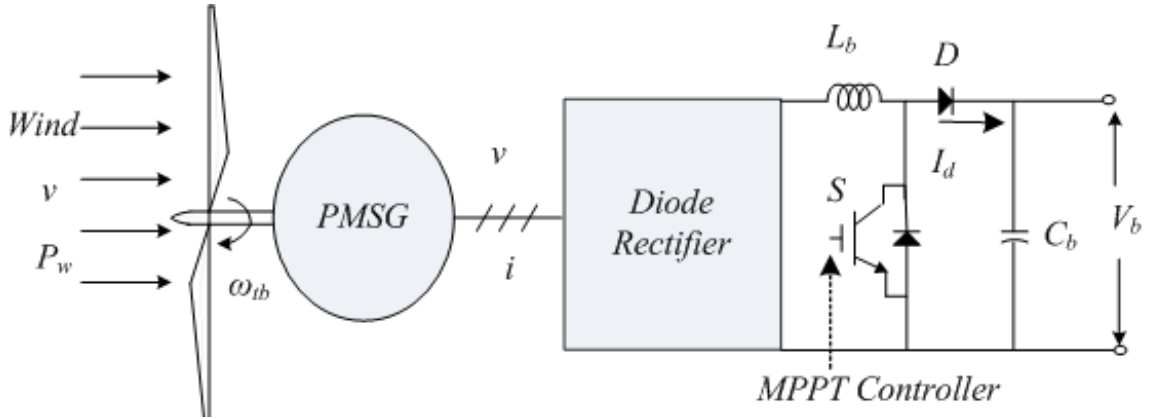 Wind
v
P_w
ω_tb
PMSG
v
i
Diode
Rectifier
L_b
D
I_d
S
C_b
V_b
MPPT Controller